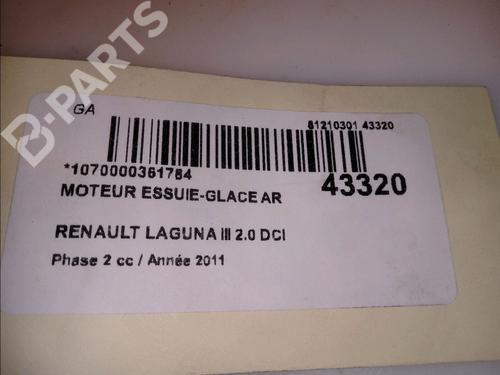 B-PARTS
GA
61210301 43320
*1070000361784
43320
MOTEUR ESSUIE-GLACE AR
RENAULT LAGUNA III 2.0 DCI
Phase 2 cc / Année 2011